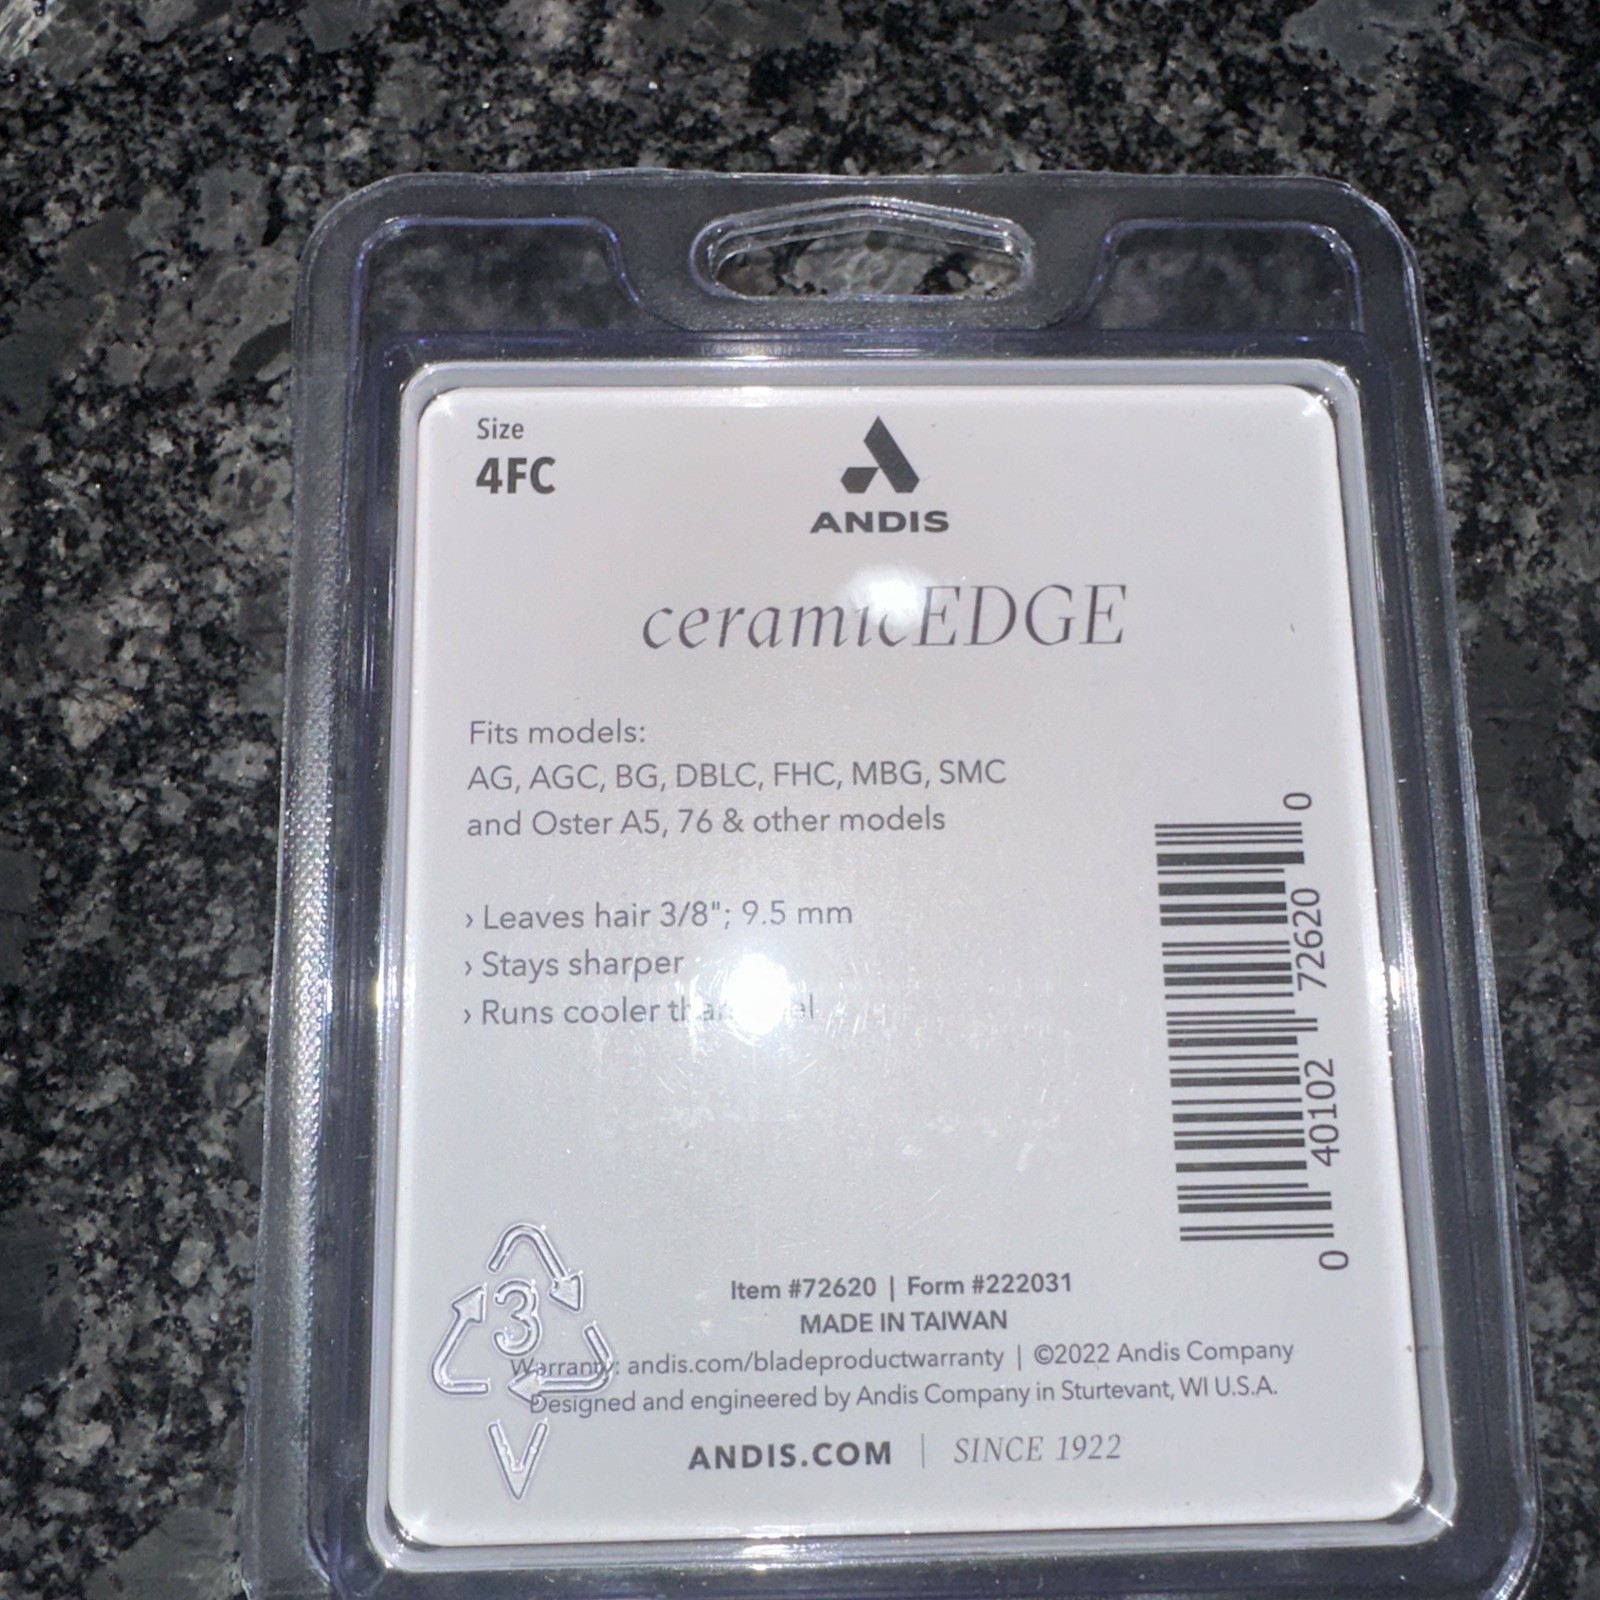 Size
4FC
ANDIS
ceramicEDGE
Fits models:
AG, AGC, BG, DBLC, FHC, MBG, SMC
and Oster A5, 76 & other models
› Leaves hair 3/8"; 9.5 mm
› Stays sharper
› Runs cooler than
0 40102 72620 0
Item #72620 | Form #222031
MADE IN TAIWAN
Warranty: andis.com/bladeproductwarranty | ©2022 Andis Company
Designed and engineered by Andis Company in Sturtevant, WI U.S.A.
ANDIS.COM | SINCE 1922
3
V